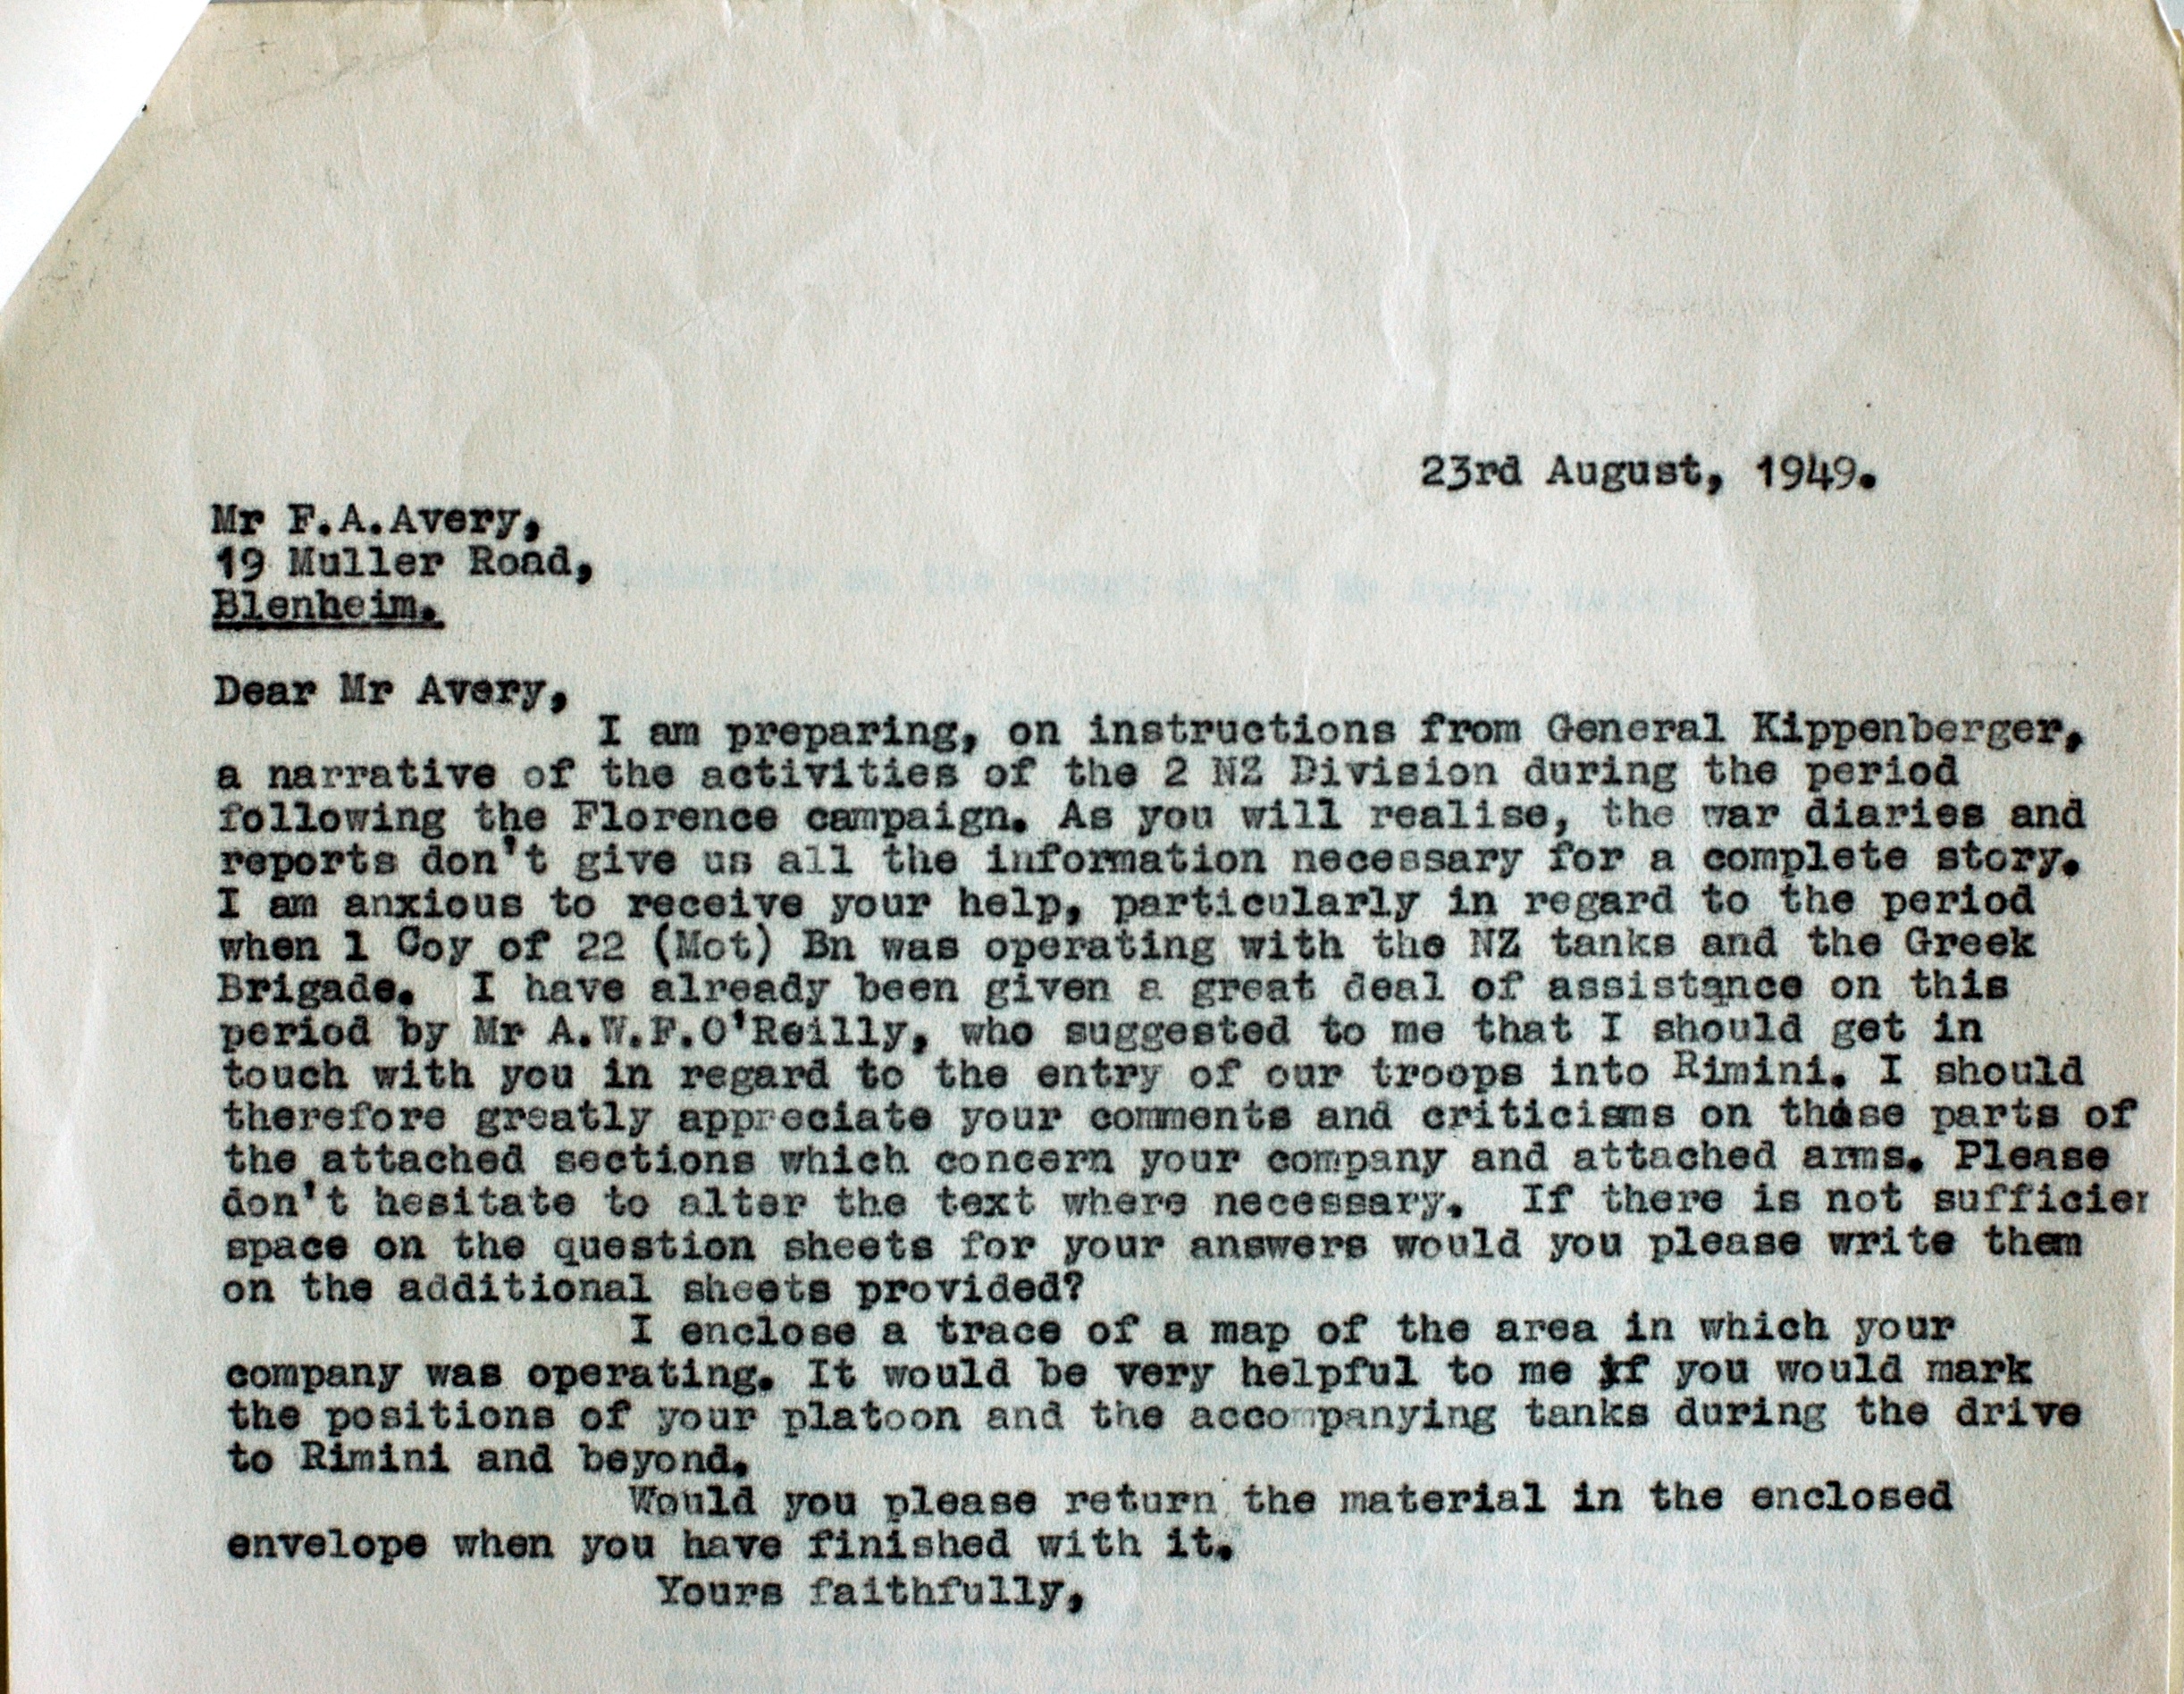 23rd August, 1949.
Mr F.A.Avery,
19 Muller Road,
Blenheim.
Dear Mr Avery,
I am preparing, on instructions from General Kippenberger,
a narrative of the activities of the 2 NZ Division during the period
following the Florence campaign. As you will realise, the war diaries and
reports don't give us all the information necessary for a complete story.
I am anxious to receive your help, particularly in regard to the period
when 1 Coy of 22 (Mot) Bn was operating with the NZ tanks and the Greek
Brigade. I have already been given a great deal of assistance on this
period by Mr A.W.F.O'Reilly, who suggested to me that I should get in
touch with you in regard to the entry of our troops into Rimini. I should
therefore greatly appreciate your comments and criticisms on those parts of
the attached sections which concern your company and attached arms. Please
don't hesitate to alter the text where necessary. If there is not sufficien
space on the question sheets for your answers would you please write them
on the additional sheets provided?
I enclose a trace of a map of the area in which your
company was operating. It would be very helpful to me if you would mark
the positions of your platoon and the accompanying tanks during the drive
to Rimini and beyond.
Would you please return the material in the enclosed
envelope when you have finished with it.
Yours faithfully,